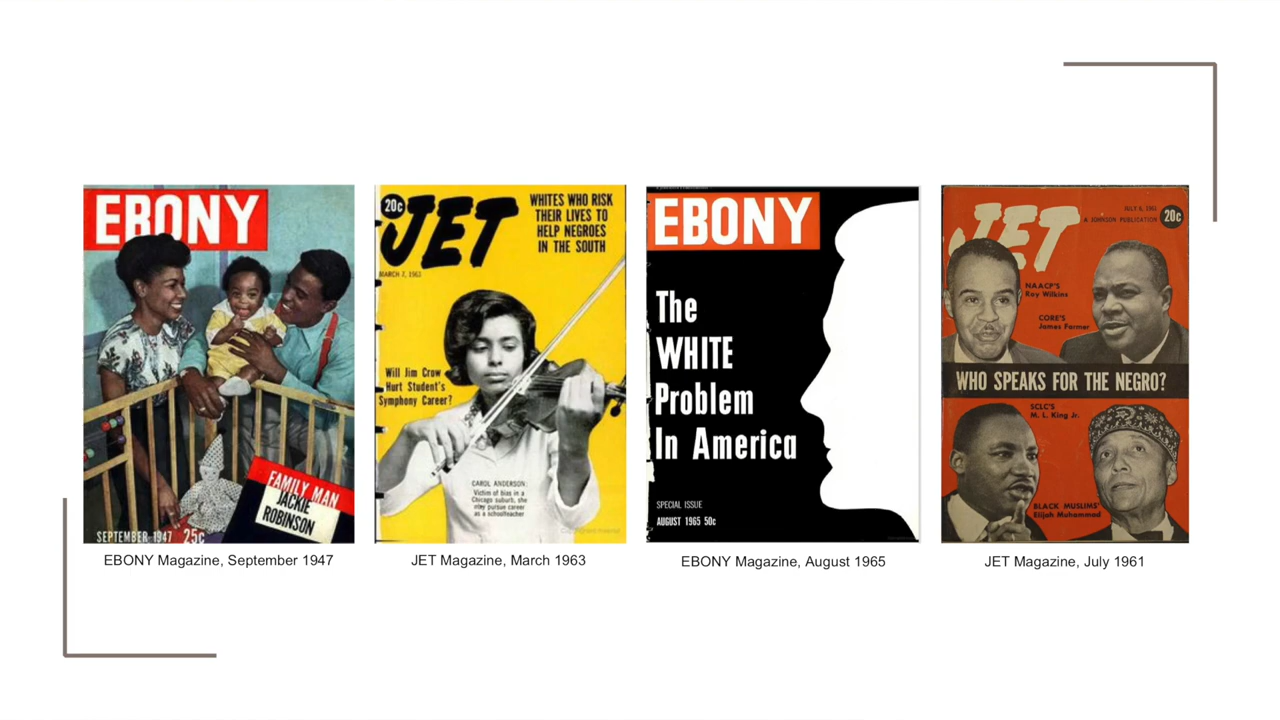 EBONY
FAMILY MAN
JACKIE
ROBINSON
SEPTEMBER 1947 25c
EBONY Magazine, September 1947
20c
JET
WHITES WHO RISK
THEIR LIVES TO
HELP NEGROES
IN THE SOUTH
MARCH 7, 1963
Will Jim Crow
Hurt Student's
Symphony Career?
CAROL ANDERSON:
Victim of bias in a
Chicago suburb, she
may pursue career
as a schoolteacher
JET Magazine, March 1963
EBONY
The
WHITE
Problem
In America
SPECIAL ISSUE
AUGUST 1965 50c
EBONY Magazine, August 1965
JET
JULY 6, 1961
A JOHNSON PUBLICATION
20c
NAACP'S
Roy Wilkins
CORE'S
James Farmer
WHO SPEAKS FOR THE NEGRO?
SCLC'S
M. L. King Jr.
BLACK MUSLIMS'
Elijah Muhammad
JET Magazine, July 1961